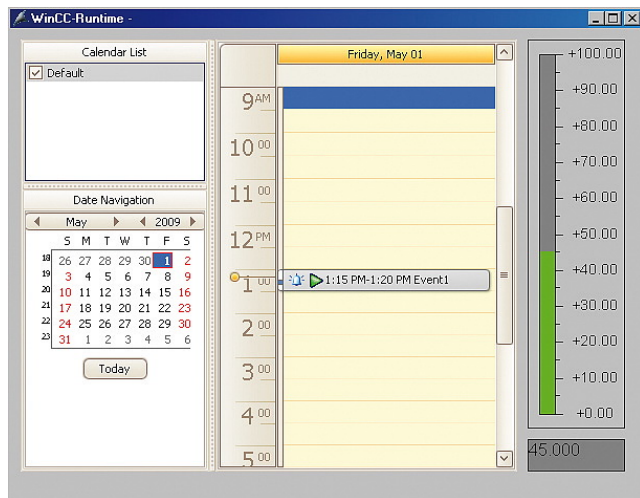 WinCC-Runtime -
Calendar List
Default
Date Navigation
May 2009
S M T W T F S
18 26 27 28 29 30 1 2
19 3 4 5 6 7 8 9
20 10 11 12 13 14 15 16
21 17 18 19 20 21 22 23
22 24 25 26 27 28 29 30
23 31 1 2 3 4 5 6
Today
Friday, May 01
9 AM
10 00
11 00
12 PM
1 00
1:15 PM-1:20 PM Event1
2 00
3 00
4 00
5 00
+100.00
+90.00
+80.00
+70.00
+60.00
+50.00
+40.00
+30.00
+20.00
+10.00
+0.00
45.000